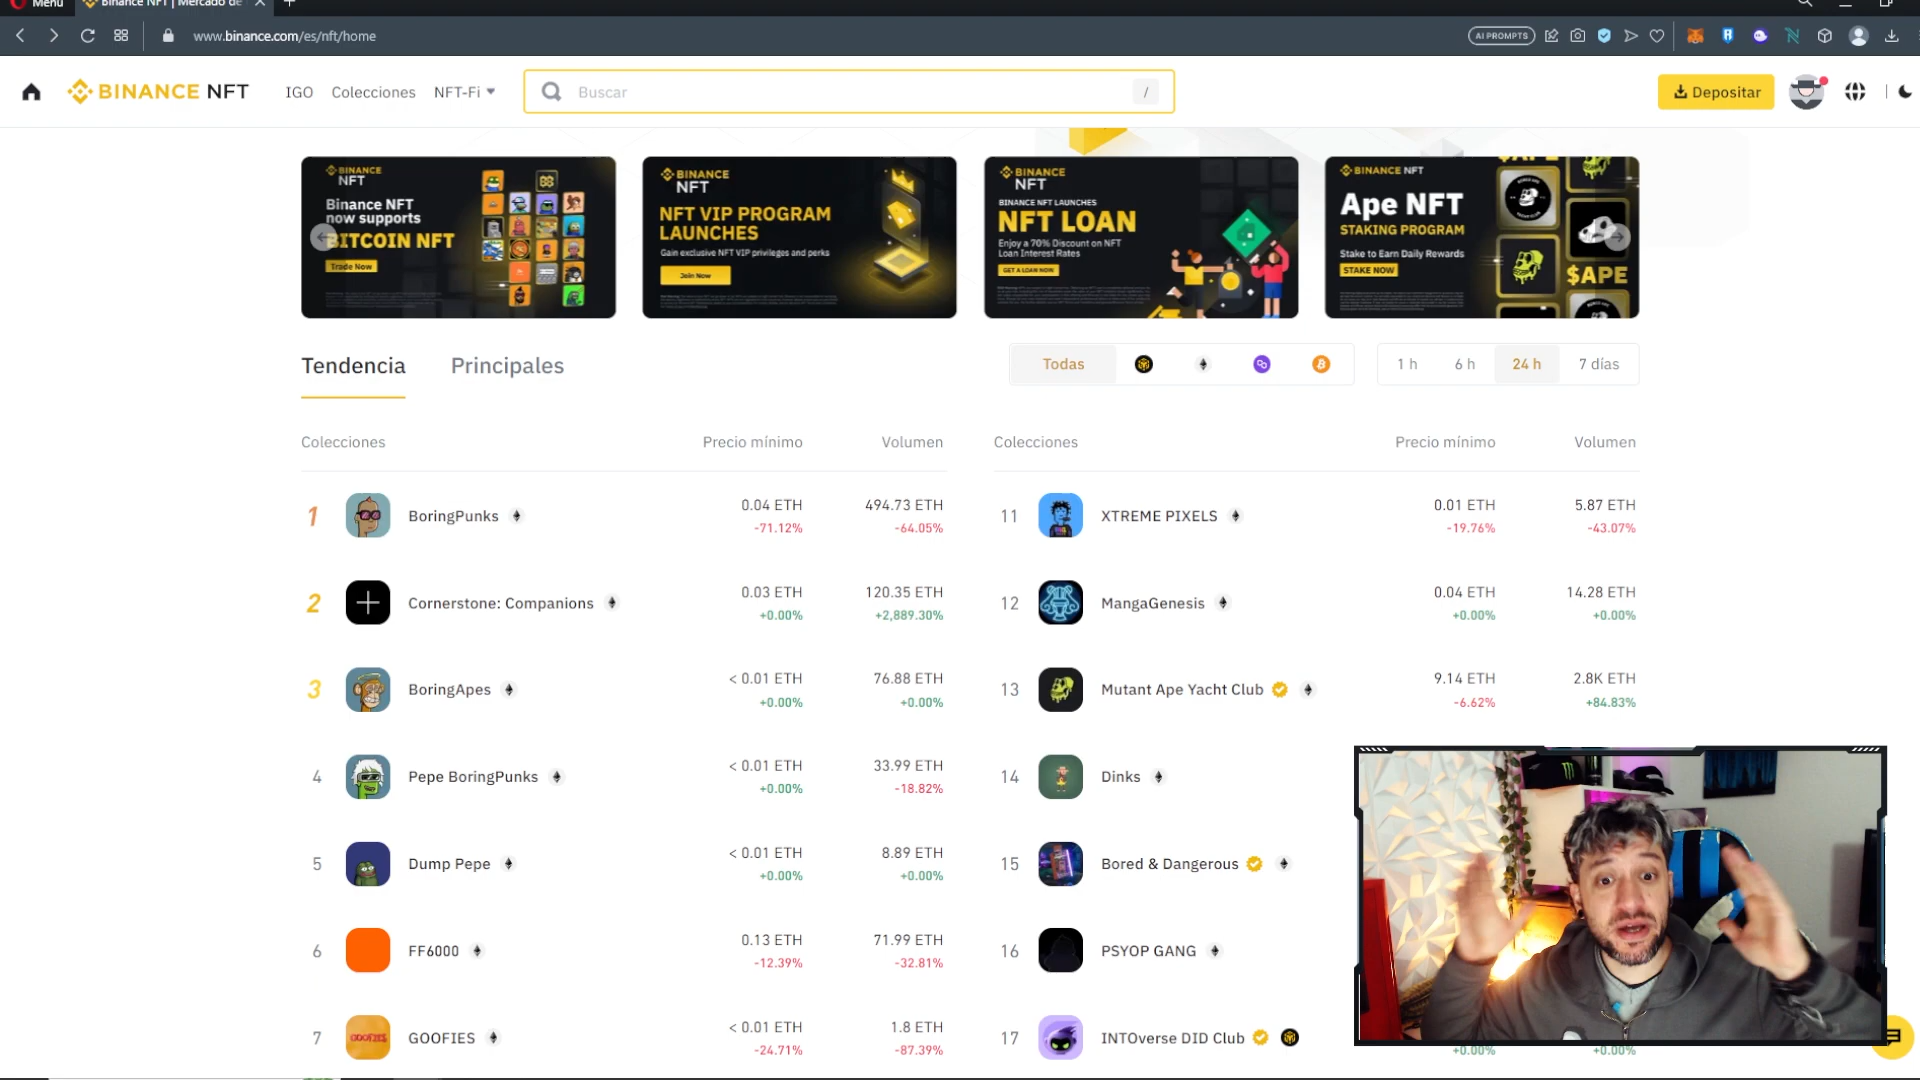 Menú
Binance NFT | Mercado de
www.binance.com/es/nft/home
AI PROMPTS
BINANCE NFT
IGO
Colecciones
NFT-Fi
Buscar
/
Depositar
BINANCE
NFT
Binance NFT
now supports
BITCOIN NFT
Trade Now
BINANCE
NFT
NFT VIP PROGRAM
LAUNCHES
Gain exclusive NFT VIP privileges and perks
Join Now
BINANCE
NFT
BINANCE NFT LAUNCHES
NFT LOAN
Enjoy a 70% Discount on NFT
Loan Interest Rates
GET A LOAN NOW
BINANCE NFT
Ape NFT
STAKING PROGRAM
Stake to Earn Daily Rewards
STAKE NOW
$APE
$APE
Tendencia
Principales
Todas
1 h
6 h
24 h
7 días
Colecciones
Precio mínimo
Volumen
Colecciones
Precio mínimo
Volumen
1
BoringPunks
0.04 ETH
-71.12%
494.73 ETH
-64.05%
11
XTREME PIXELS
0.01 ETH
-19.76%
5.87 ETH
-43.07%
2
Cornerstone: Companions
0.03 ETH
+0.00%
120.35 ETH
+2,889.30%
12
MangaGenesis
0.04 ETH
+0.00%
14.28 ETH
+0.00%
3
BoringApes
< 0.01 ETH
+0.00%
76.88 ETH
+0.00%
13
Mutant Ape Yacht Club
9.14 ETH
-6.62%
2.8K ETH
+84.83%
4
Pepe BoringPunks
< 0.01 ETH
+0.00%
33.99 ETH
-18.82%
14
Dinks
5
Dump Pepe
< 0.01 ETH
+0.00%
8.89 ETH
+0.00%
15
Bored & Dangerous
6
FF6000
0.13 ETH
-12.39%
71.99 ETH
-32.81%
16
PSYOP GANG
7
GOOFIES
GOOFIES
< 0.01 ETH
-24.71%
1.8 ETH
-87.39%
17
INTOverse DID Club
+0.00%
+0.00%